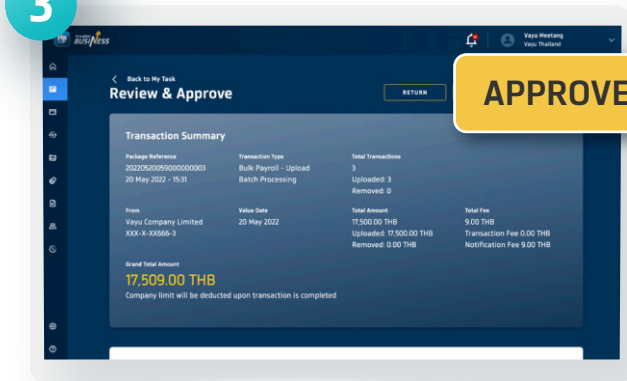 3
BUSINESS
Vayu Meetang
Vayu Thailand
Back to My Task
Review & Approve
RETURN
APPROVE
Transaction Summary
Package Reference
20220520059000000003
20 May 2022 - 15:31
Transaction Type
Bulk Payroll - Upload
Batch Processing
Total Transactions
3
Uploaded: 3
Removed: 0
From
Vayu Company Limited
XXX-X-XX666-3
Value Date
20 May 2022
Total Amount
17,500.00 THB
Uploaded: 17,500.00 THB
Removed: 0.00 THB
Total Fee
9.00 THB
Transaction Fee 0.00 THB
Notification Fee 9.00 THB
Grand Total Amount
17,509.00 THB
Company limit will be deducted upon transaction is completed